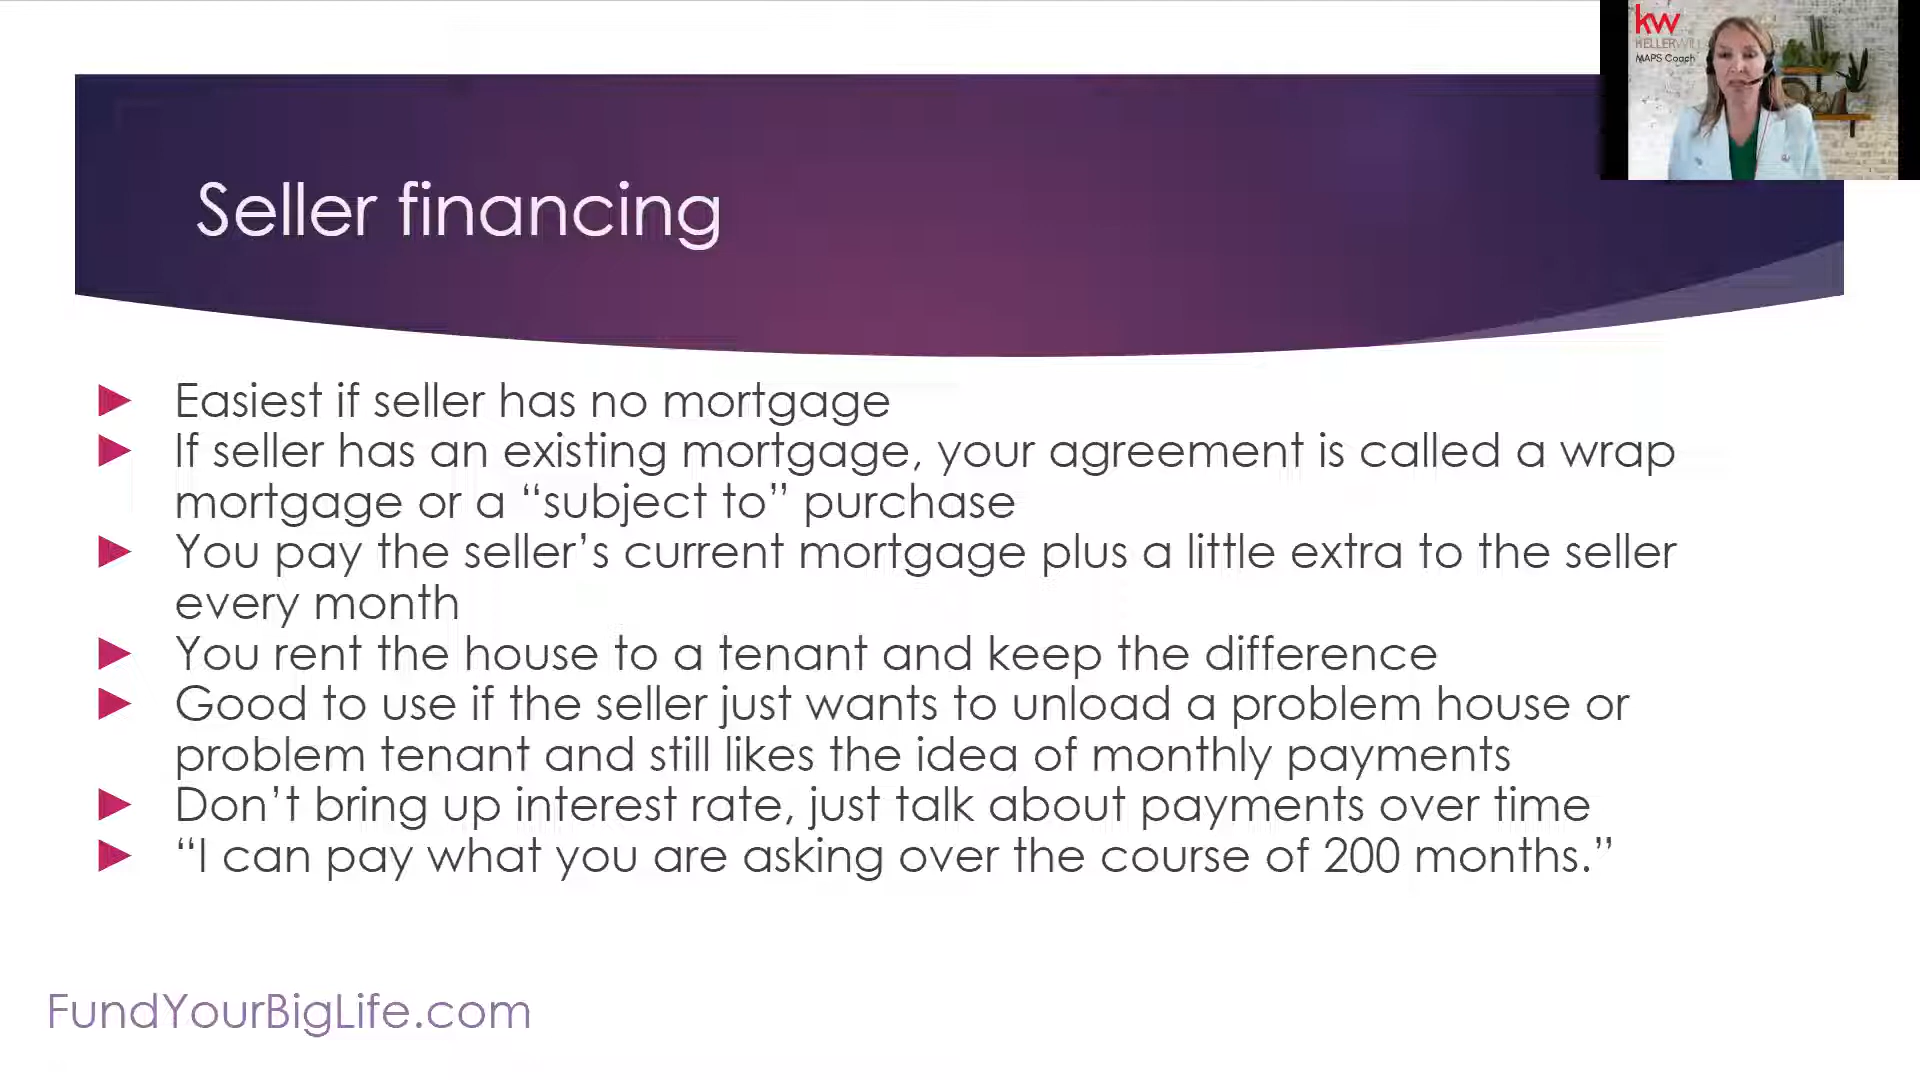 kw
KELLERWILL
MAPS Coach
Seller financing
Easiest if seller has no mortgage
If seller has an existing mortgage, your agreement is called a wrap
mortgage or a “subject to” purchase
You pay the seller’s current mortgage plus a little extra to the seller
every month
You rent the house to a tenant and keep the difference
Good to use if the seller just wants to unload a problem house or
problem tenant and still likes the idea of monthly payments
Don’t bring up interest rate, just talk about payments over time
“I can pay what you are asking over the course of 200 months.”
FundYourBigLife.com